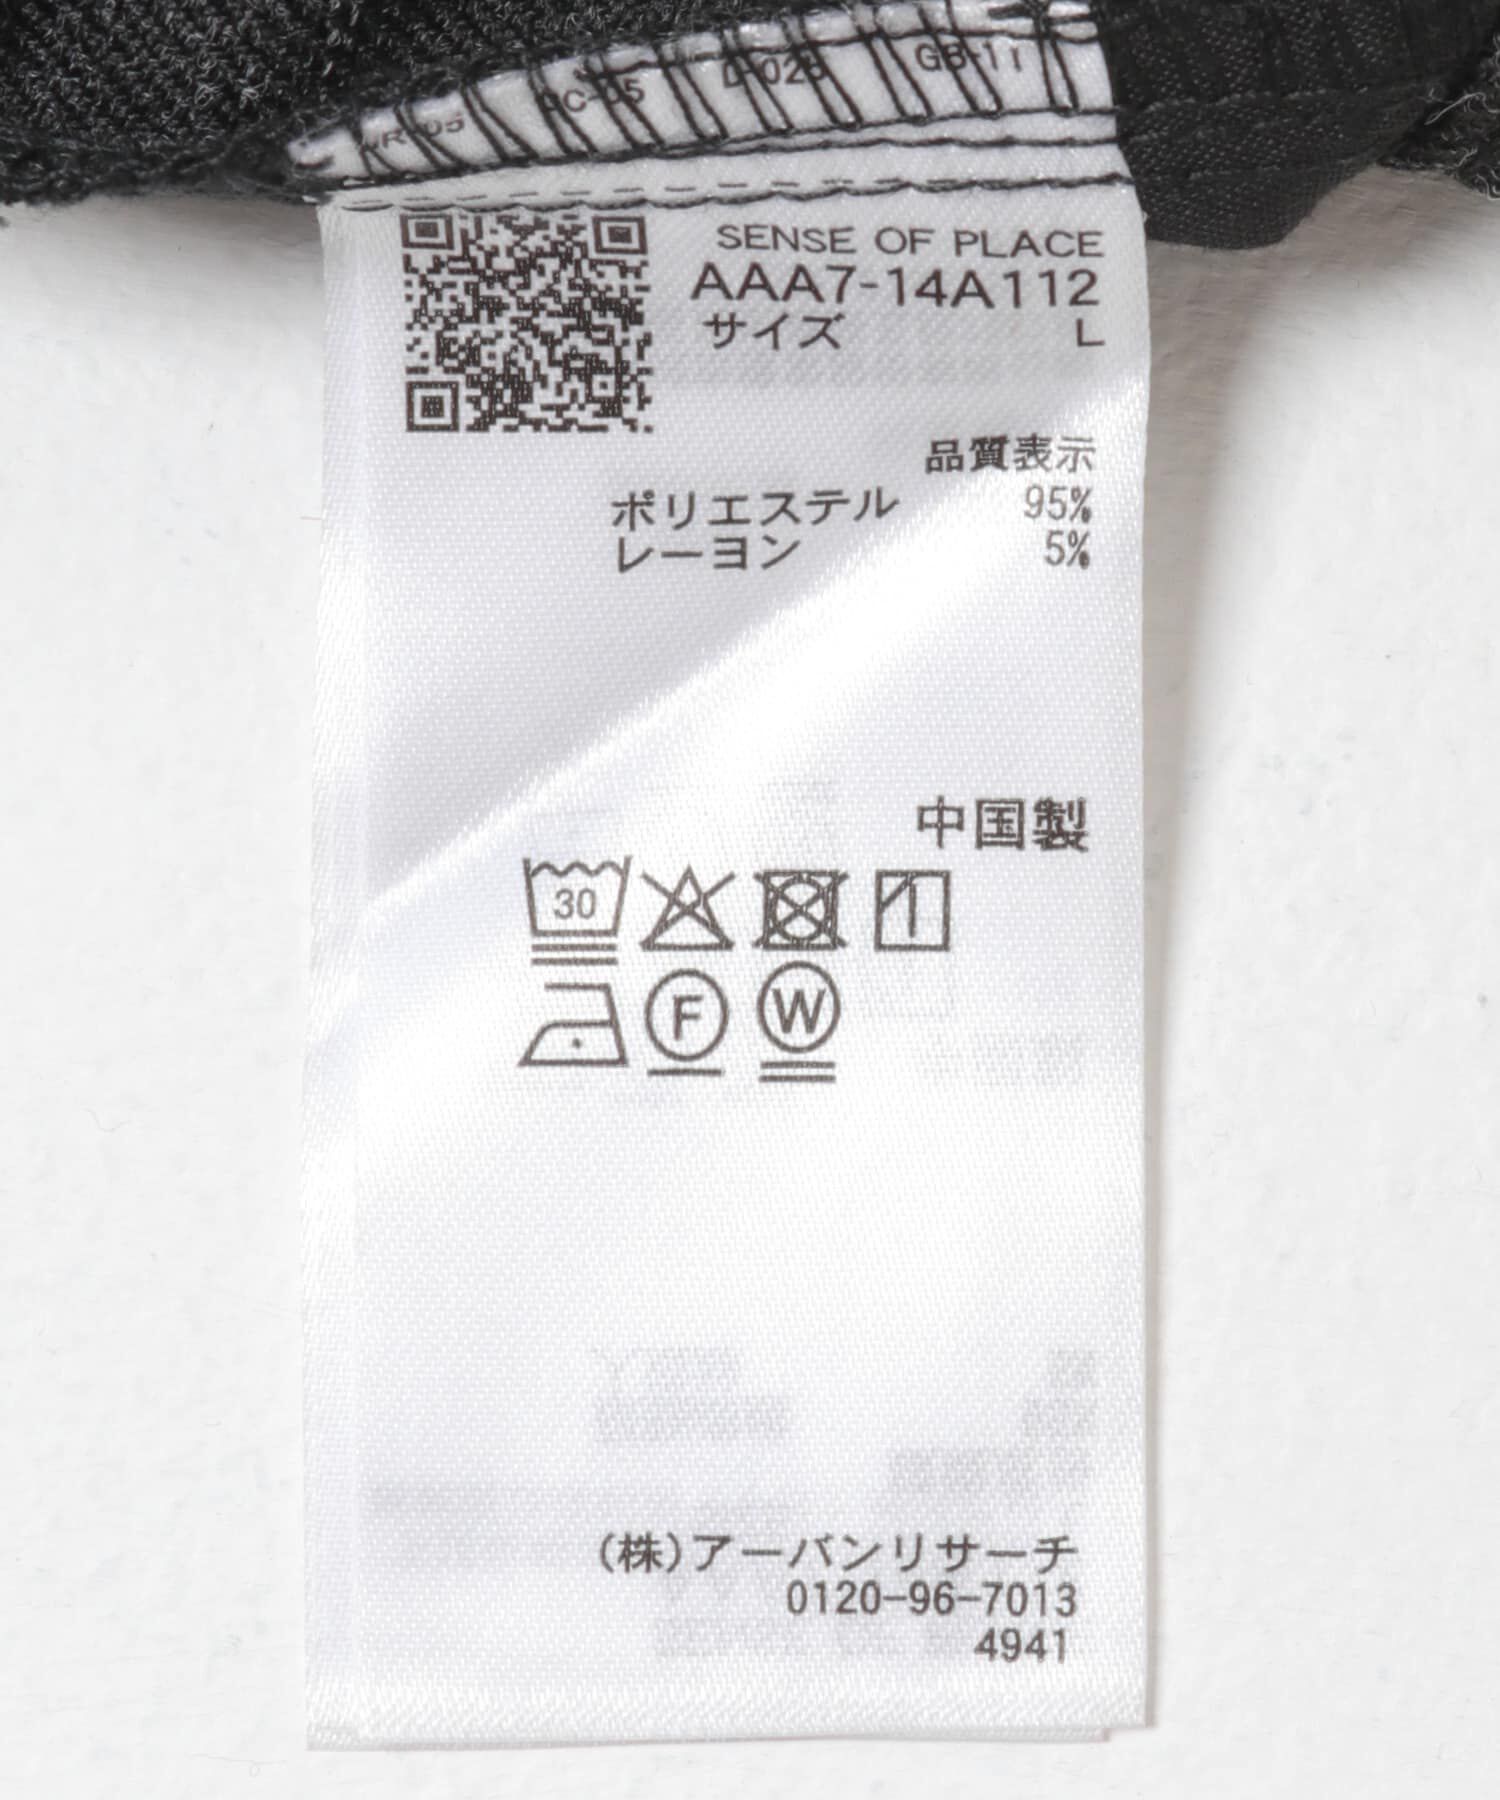 GB-11
SENSE OF PLACE
AAA7-14A112
サイズ L
品質表示
ポリエステル 95%
レーヨン 5%
中国製
30
F W
(株)アーバンリサーチ
0120-96-7013
4941